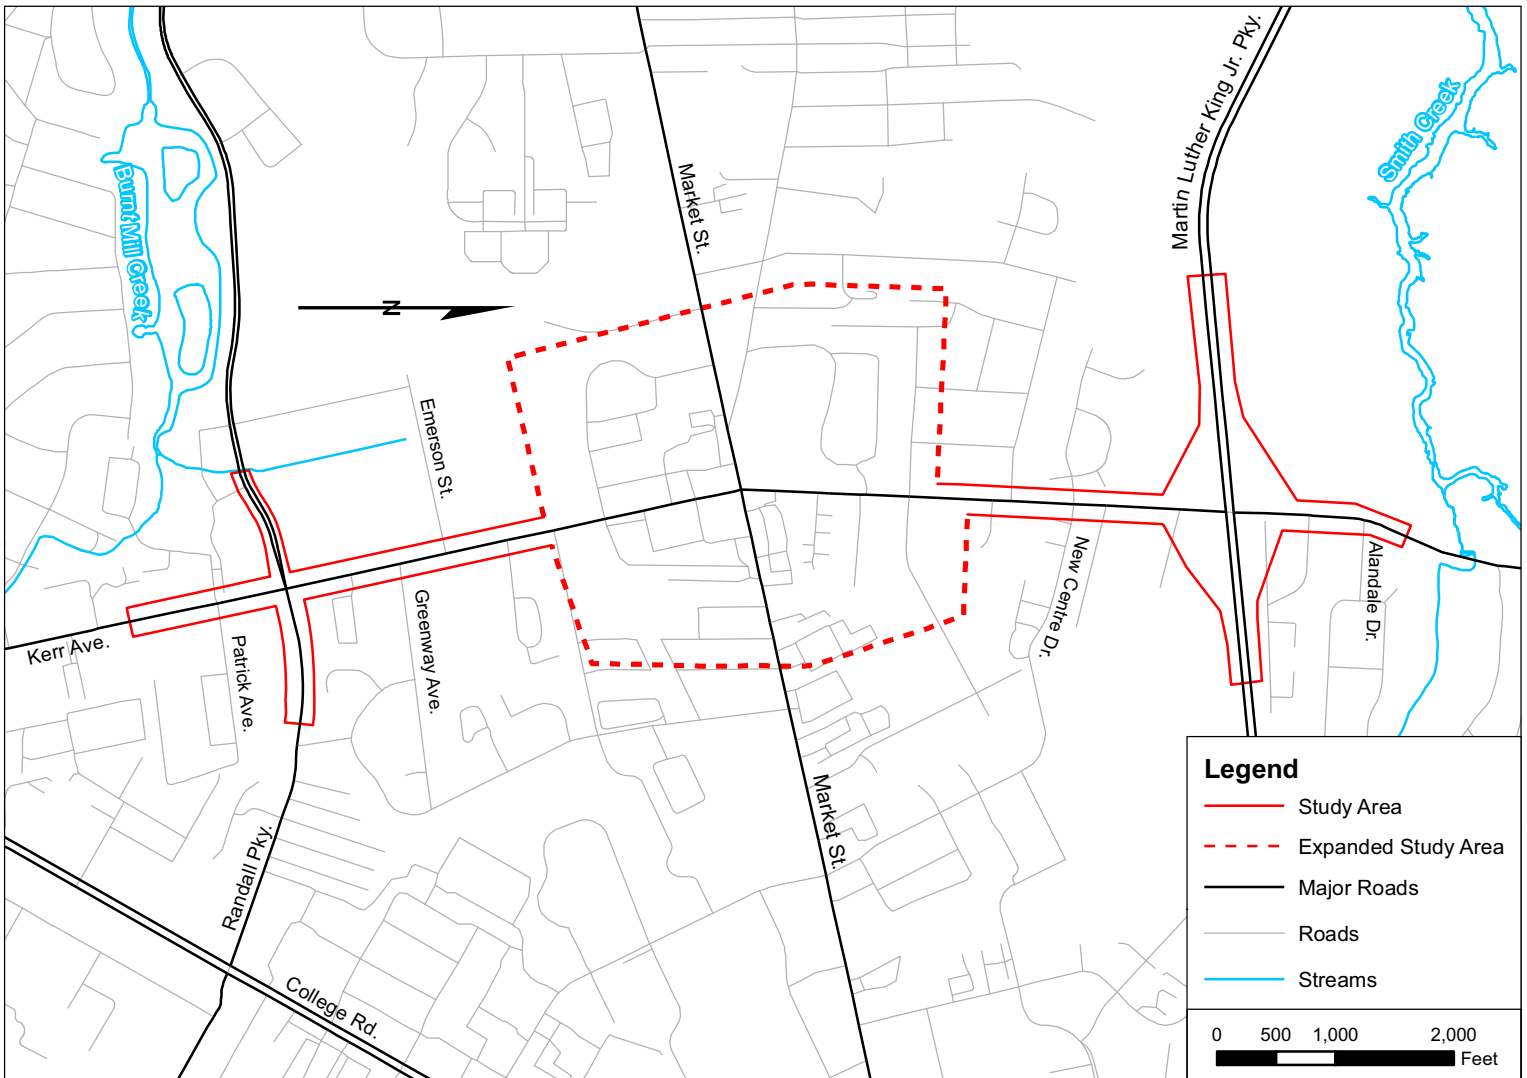 Martin Luther King Jr. Pky.
Smith Creek
Burnt Mill Creek
Market St.
N
Emerson St.
New Centre Dr.
Alandale Dr.
Greenway Ave.
Patrick Ave.
Kerr Ave.
Market St.
Randall Pky.
College Rd.
Legend
Study Area
Expanded Study Area
Major Roads
Roads
Streams
0 500 1,000 2,000
Feet